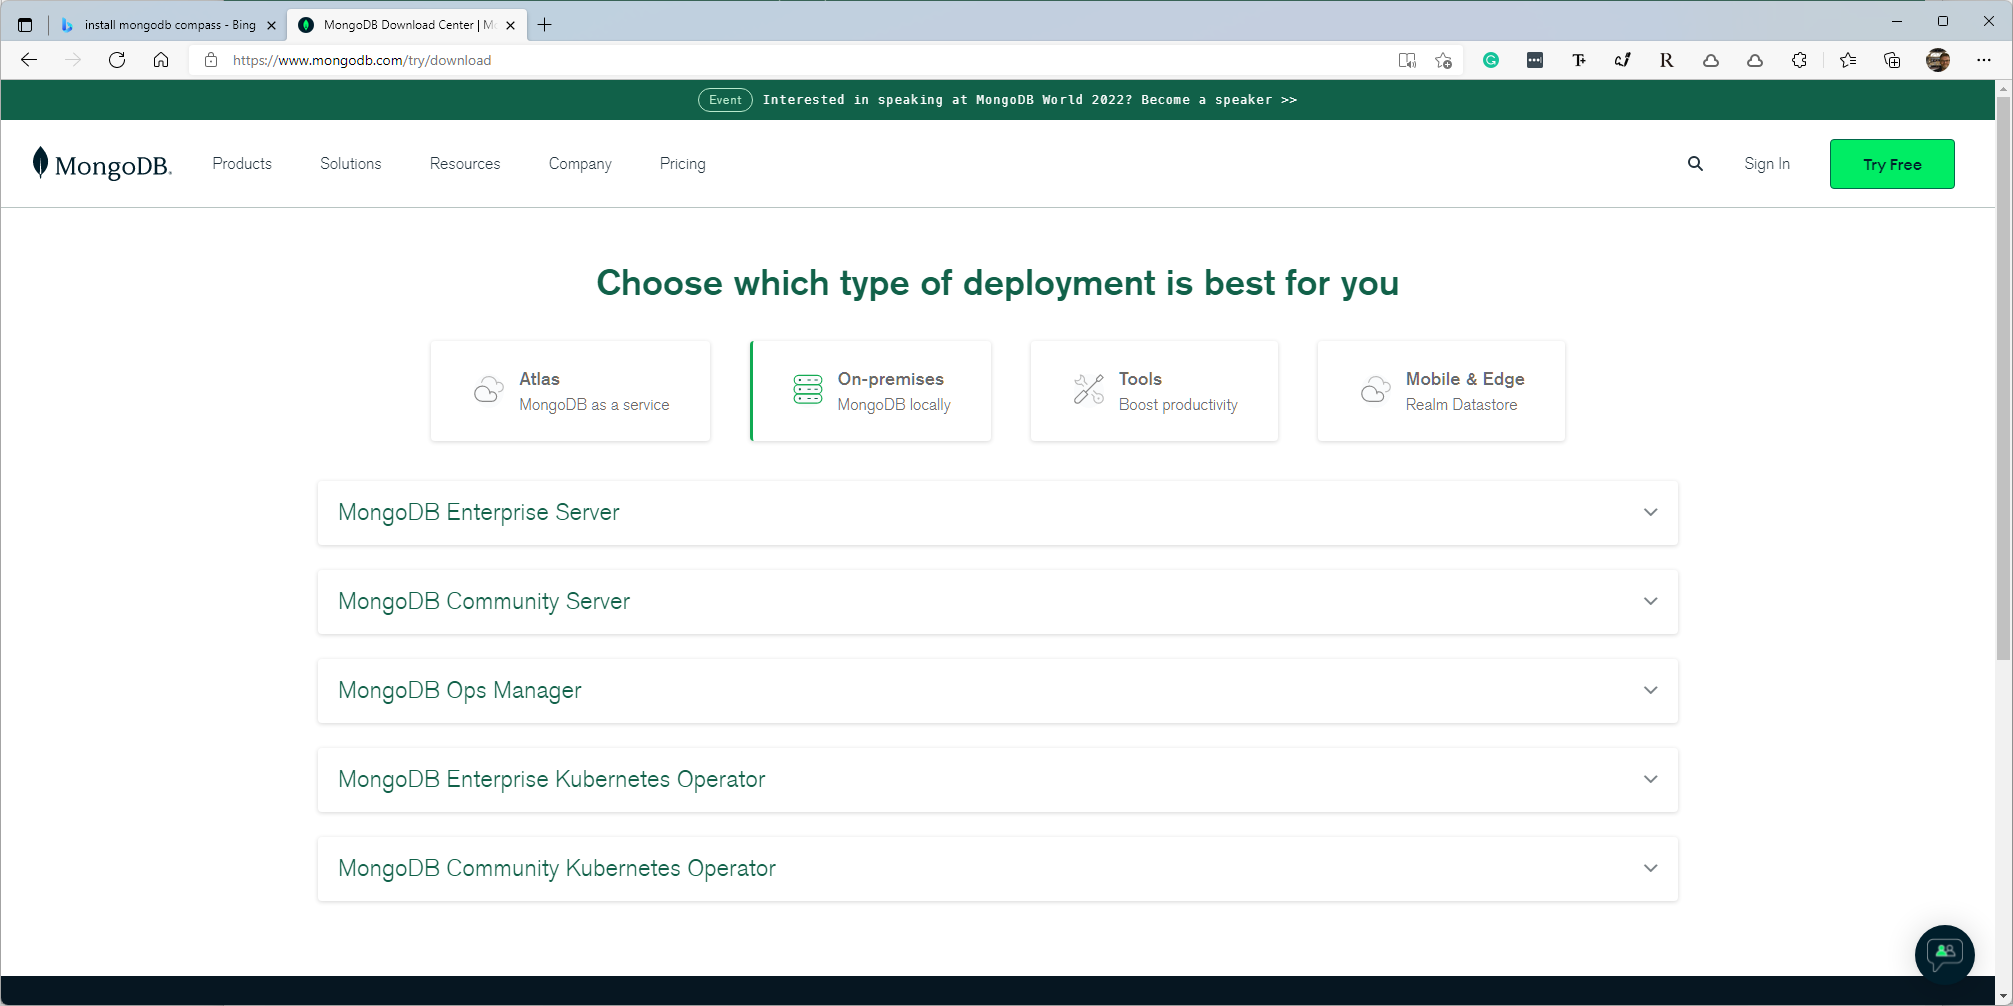 install mongodb compass - Bing
MongoDB Download Center | Mo
https://www.mongodb.com/try/download
Event Interested in speaking at MongoDB World 2022? Become a speaker >>
MongoDB. Products Solutions Resources Company Pricing Sign In Try Free
Choose which type of deployment is best for you
Atlas
MongoDB as a service
On-premises
MongoDB locally
Tools
Boost productivity
Mobile & Edge
Realm Datastore
MongoDB Enterprise Server
MongoDB Community Server
MongoDB Ops Manager
MongoDB Enterprise Kubernetes Operator
MongoDB Community Kubernetes Operator